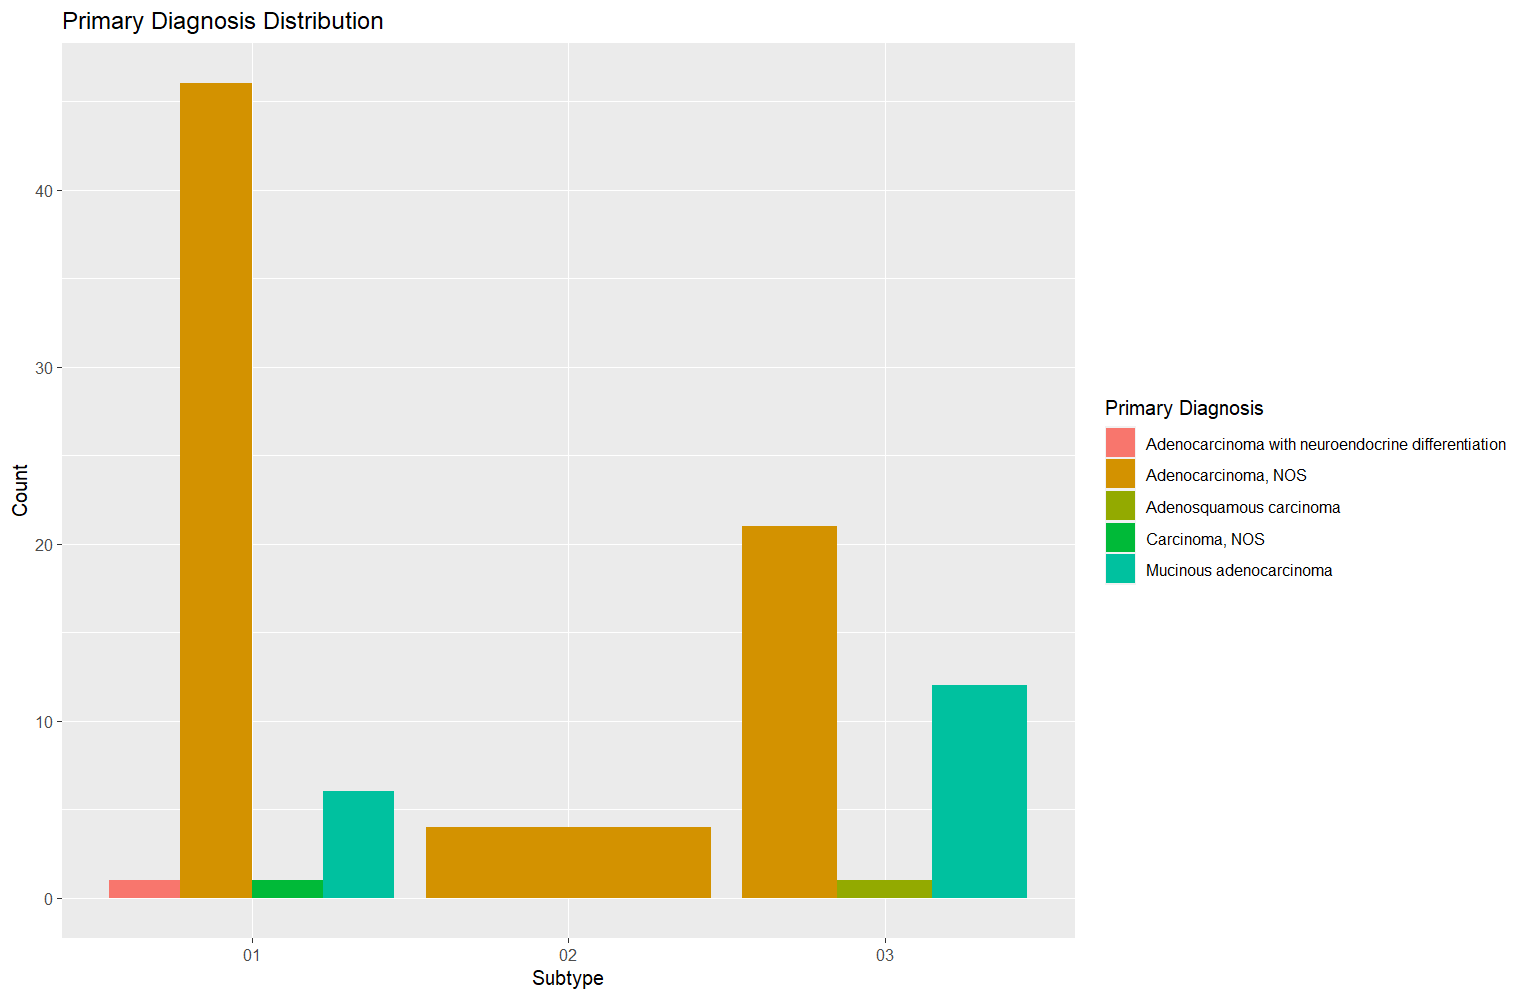 Primary Diagnosis Distribution
40
30
20
10
0
Count
01 02 03
Subtype
Primary Diagnosis
Adenocarcinoma with neuroendocrine differentiation
Adenocarcinoma, NOS
Adenosquamous carcinoma
Carcinoma, NOS
Mucinous adenocarcinoma